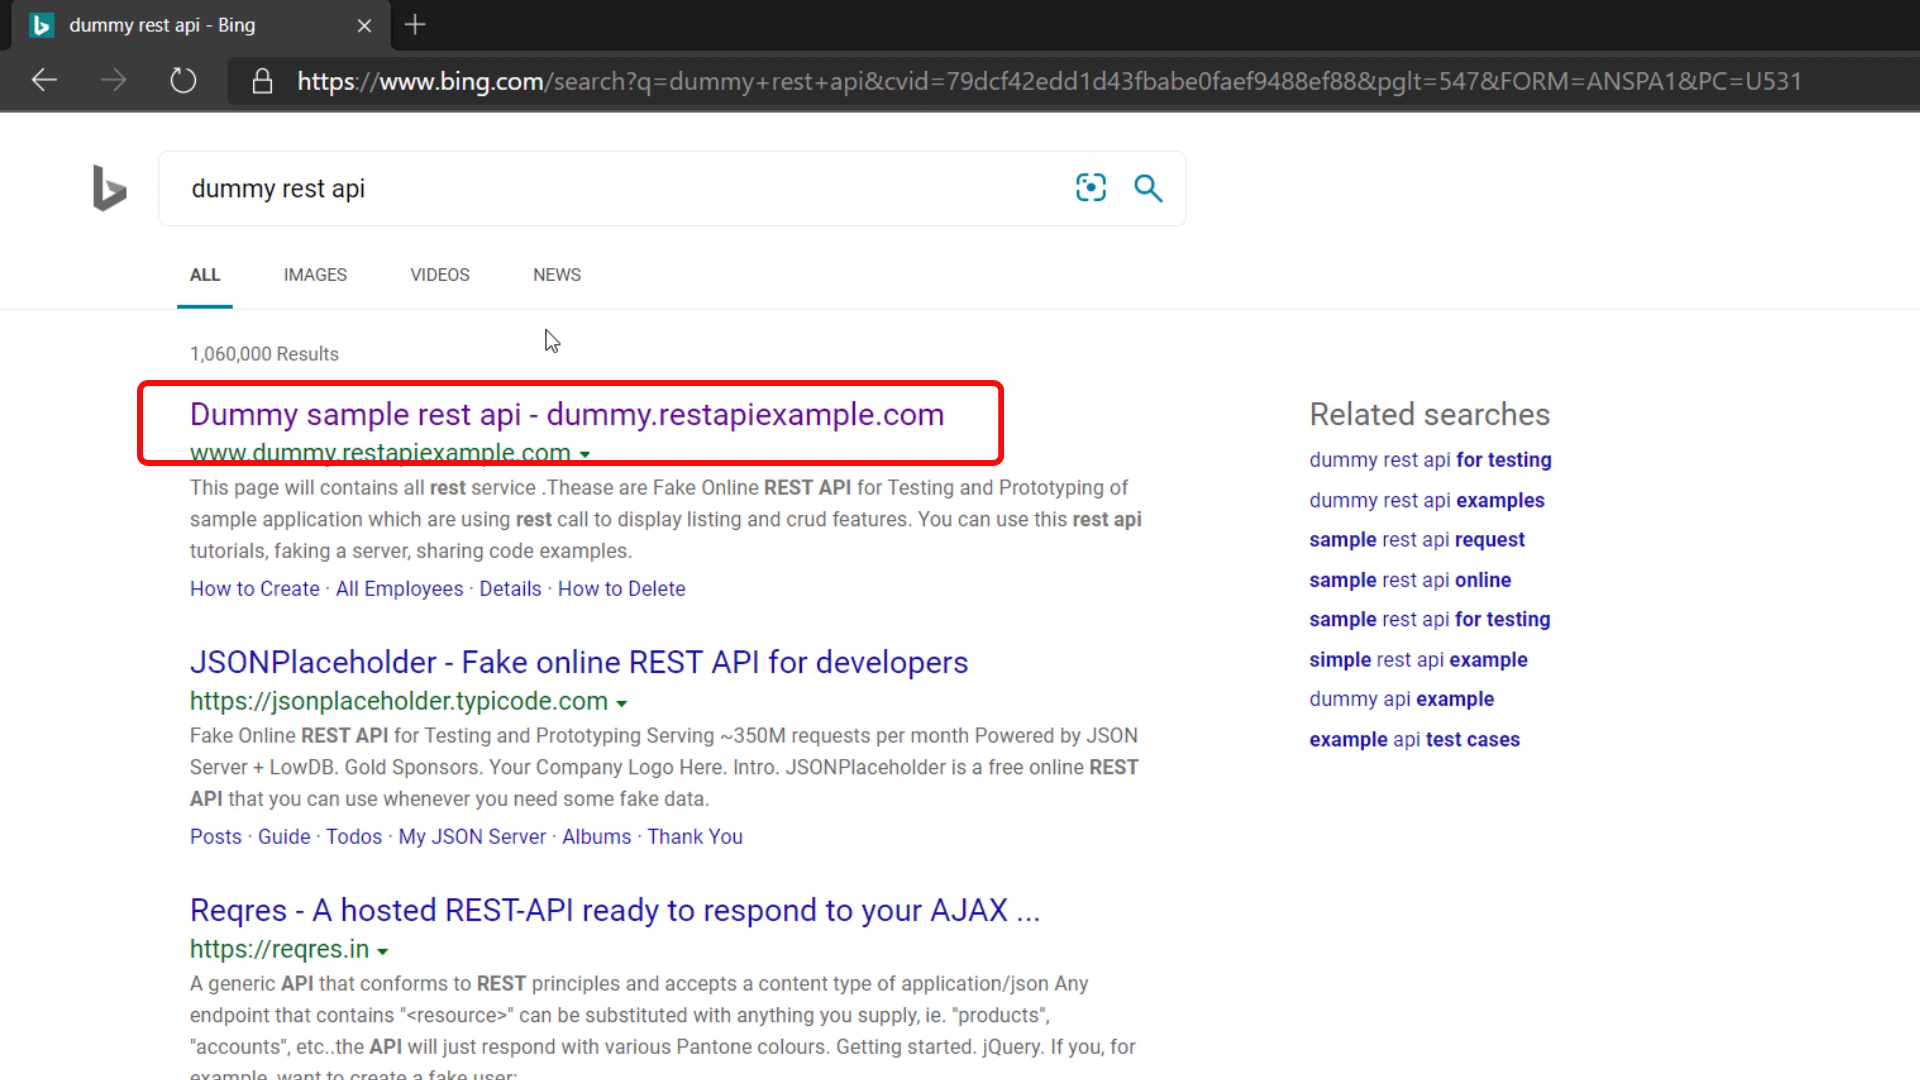 dummy rest api - Bing
https://www.bing.com/search?q=dummy+rest+api&cvid=79dcf42edd1d43fbabe0faef9488ef88&pglt=547&FORM=ANSPA1&PC=U531
dummy rest api
ALL IMAGES VIDEOS NEWS
1,060,000 Results
Dummy sample rest api - dummy.restapiexample.com
www.dummy.restapiexample.com
This page will contains all rest service .Thease are Fake Online REST API for Testing and Prototyping of
sample application which are using rest call to display listing and crud features. You can use this rest api
tutorials, faking a server, sharing code examples.
How to Create · All Employees · Details · How to Delete
JSONPlaceholder - Fake online REST API for developers
https://jsonplaceholder.typicode.com
Fake Online REST API for Testing and Prototyping Serving ~350M requests per month Powered by JSON
Server + LowDB. Gold Sponsors. Your Company Logo Here. Intro. JSONPlaceholder is a free online REST
API that you can use whenever you need some fake data.
Posts · Guide · Todos · My JSON Server · Albums · Thank You
Reqres - A hosted REST-API ready to respond to your AJAX ...
https://reqres.in
A generic API that conforms to REST principles and accepts a content type of application/json Any
endpoint that contains "<resource>" can be substituted with anything you supply, ie. "products",
"accounts", etc..the API will just respond with various Pantone colours. Getting started. jQuery. If you, for
example, want to create a fake user:
Related searches
dummy rest api for testing
dummy rest api examples
sample rest api request
sample rest api online
sample rest api for testing
simple rest api example
dummy api example
example api test cases